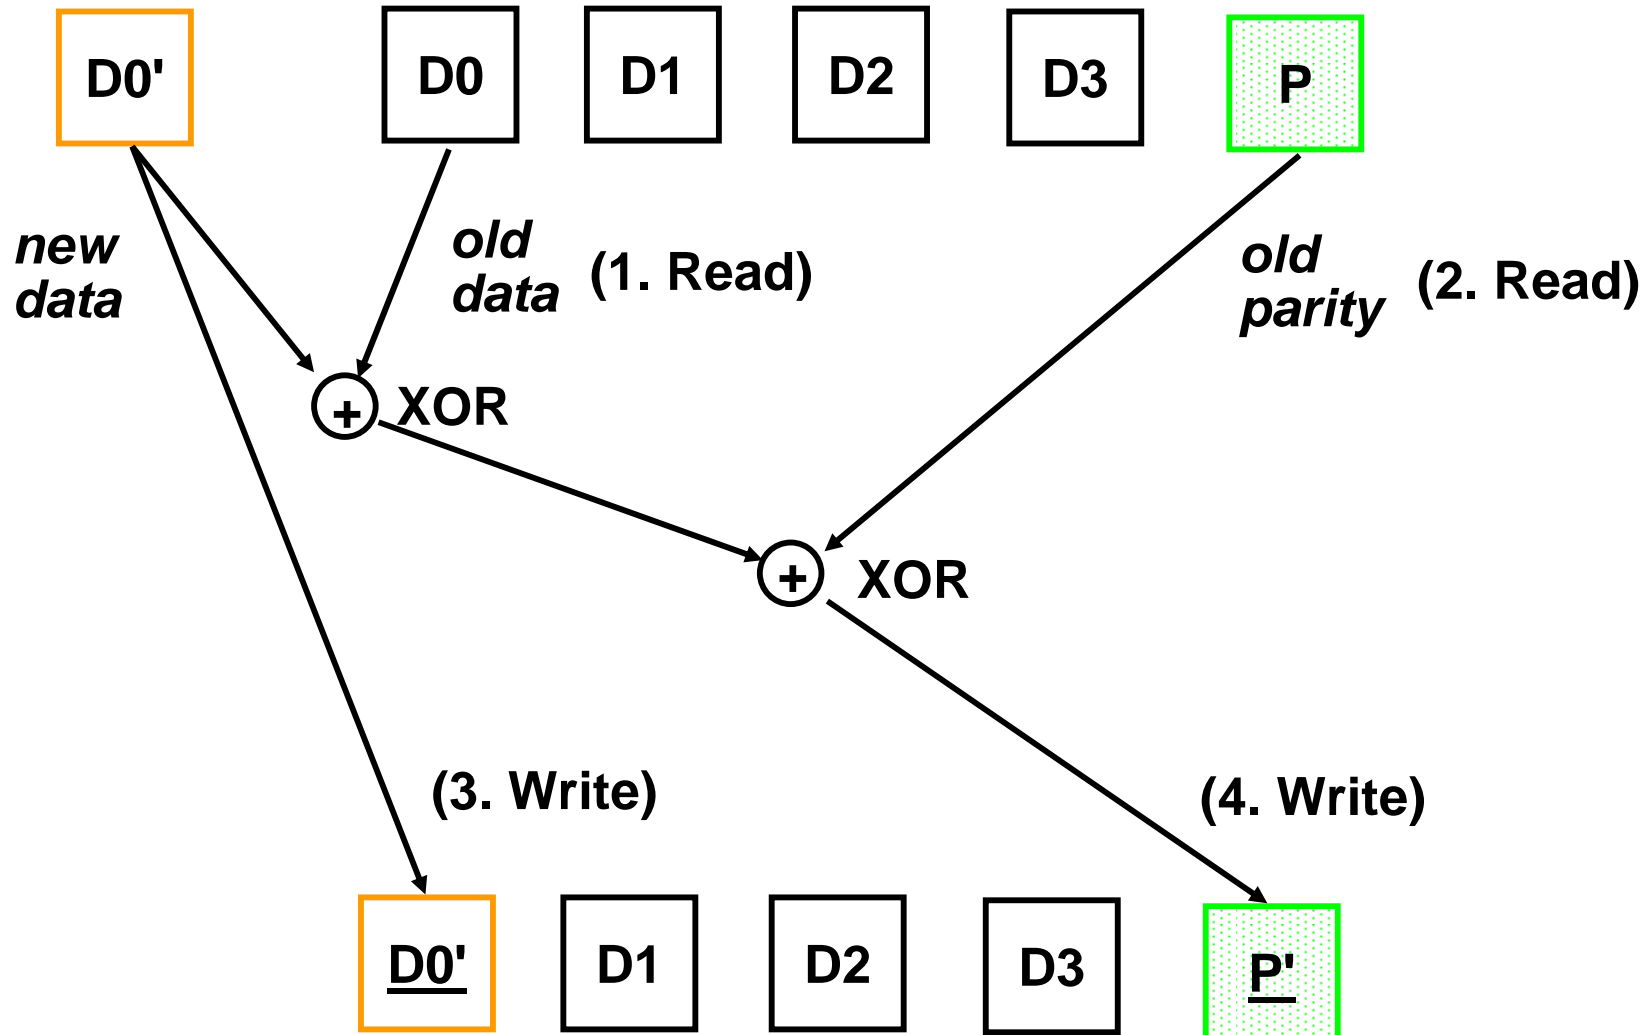 D0' D0 D1 D2 D3 P
new
data
old
data
(1. Read)
old
parity
(2. Read)
+ XOR
+ XOR
(3. Write)
(4. Write)
D0' D1 D2 D3 P'